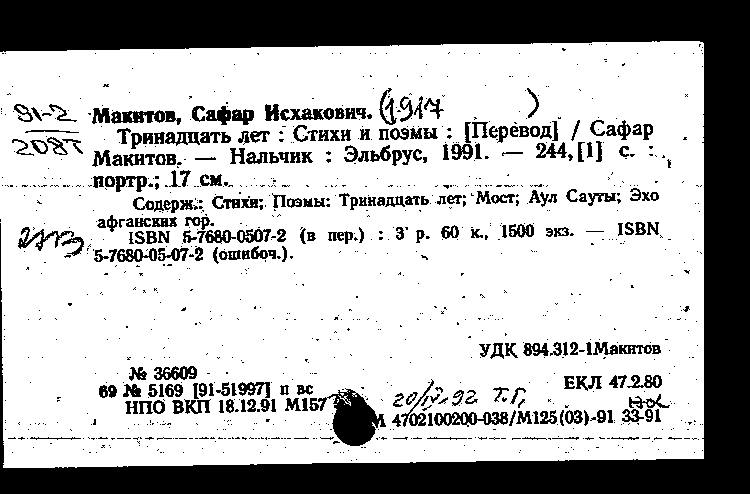 91-2 Макитов, Сафар Исхакович. (1917 )
2087 Тринадцать лет : Стихи и поэмы : [Перевод] / Сафар
Макитов. — Нальчик : Эльбрус, 1991. — 244,[1] с. :
портр.; 17 см.
Содерж.: Стихи; Поэмы: Тринадцать лет; Мост; Аул Сауты; Эхо
афганских гор.
ISBN 5-7680-0507-2 (в пер.) : 3 р. 60 к., 1500 экз. — ISBN
5-7680-05-07-2 (ошибоч.).
УДК 894.312-1Макитов
№ 36609
69 № 5169 [91-51997] п вс
ЕКЛ 47.2.80
НПО ВКП 18.12.91 М157
20/IV-92 Т.Г.
М 4702100200-038/М125(03)-91 33-91